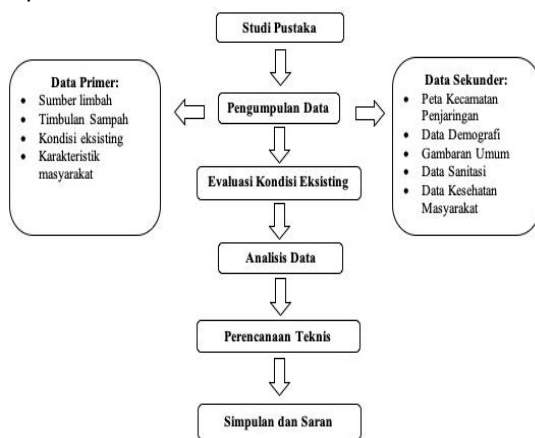 Studi Pustaka
Data Primer:
• Sumber limbah
• Timbulan Sampah
• Kondisi eksisting
• Karakteristik
masyarakat
Pengumpulan Data
Data Sekunder:
• Peta Kecamatan
Penjaringan
• Data Demografi
• Gambaran Umum
• Data Sanitasi
• Data Kesehatan
Masyarakat
Evaluasi Kondisi Eksisting
Analisis Data
Perencanaan Teknis
Simpulan dan Saran